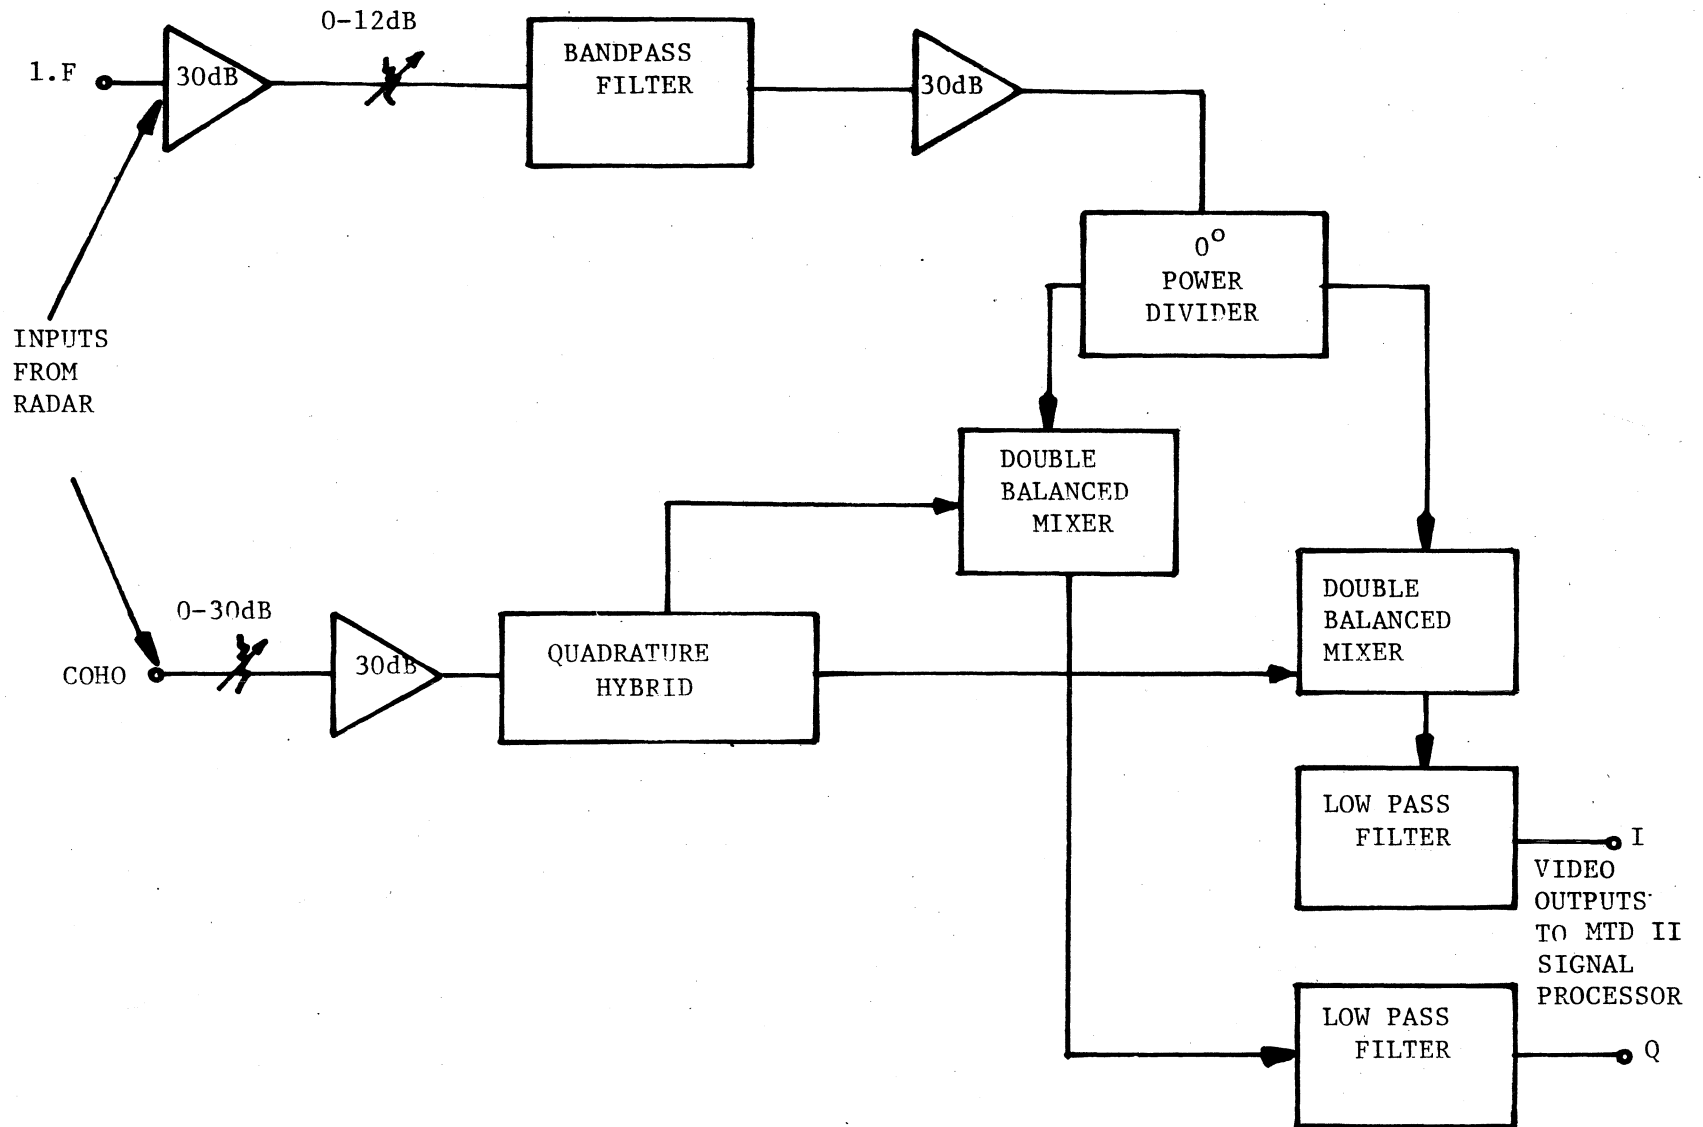 0-12dB
1.F
30dB
BANDPASS
FILTER
30dB
0°
POWER
DIVIDER
INPUTS
FROM
RADAR
DOUBLE
BALANCED
MIXER
DOUBLE
BALANCED
MIXER
0-30dB
COHO
30dB
QUADRATURE
HYBRID
LOW PASS
FILTER
I
VIDEO
OUTPUTS
TO MTD II
SIGNAL
PROCESSOR
LOW PASS
FILTER
Q